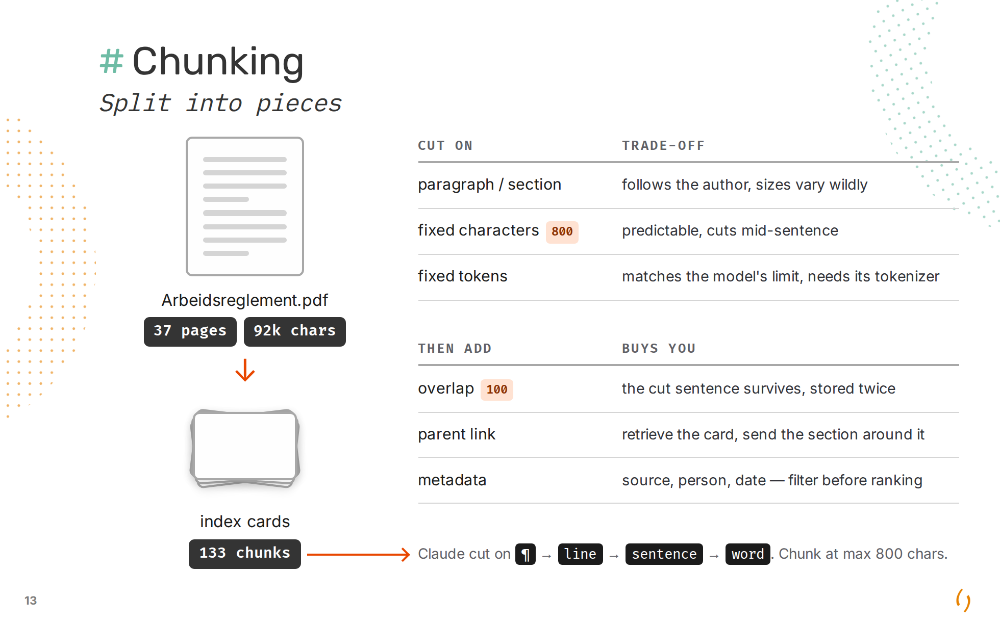 # Chunking
Split into pieces
Arbeidsreglement.pdf
37 pages 92k chars
index cards
133 chunks
CUT ON TRADE-OFF
paragraph / section follows the author, sizes vary wildly
fixed characters 800 predictable, cuts mid-sentence
fixed tokens matches the model's limit, needs its tokenizer
THEN ADD BUYS YOU
overlap 100 the cut sentence survives, stored twice
parent link retrieve the card, send the section around it
metadata source, person, date — filter before ranking
Claude cut on ¶ → line → sentence → word. Chunk at max 800 chars.
13